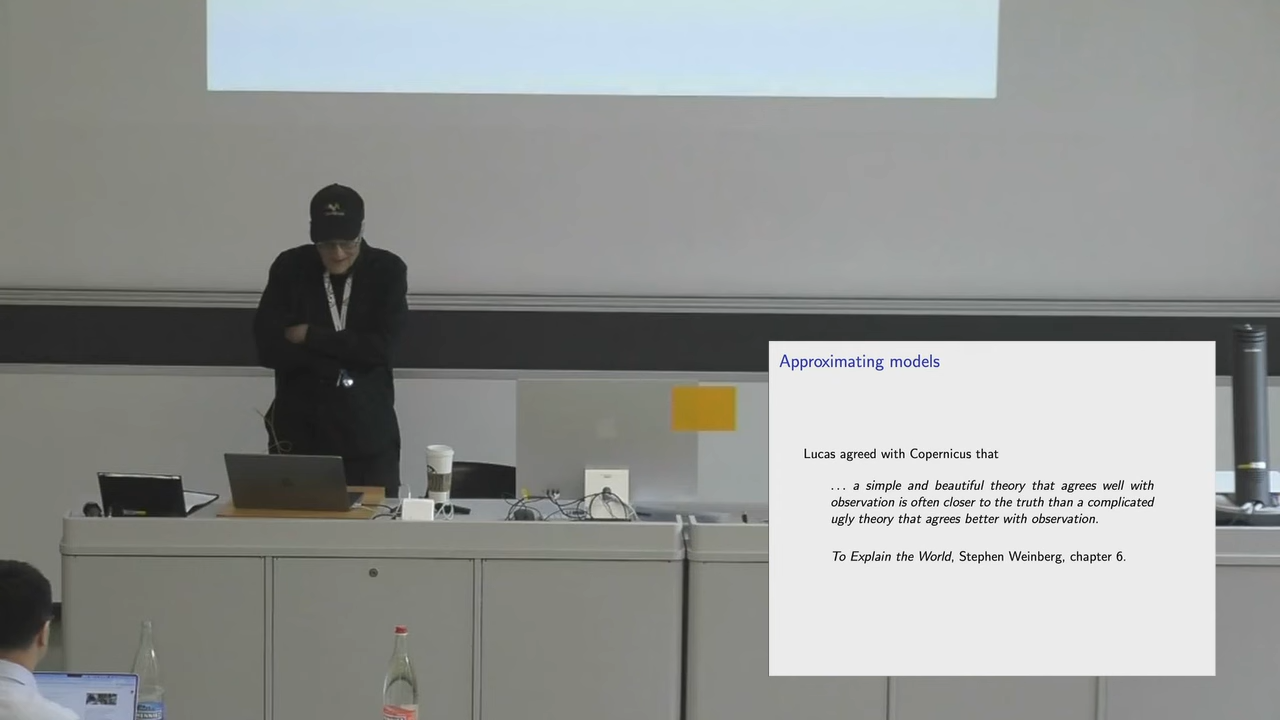 Approximating models
Lucas agreed with Copernicus that
... a simple and beautiful theory that agrees well with
observation is often closer to the truth than a complicated
ugly theory that agrees better with observation.
To Explain the World, Stephen Weinberg, chapter 6.